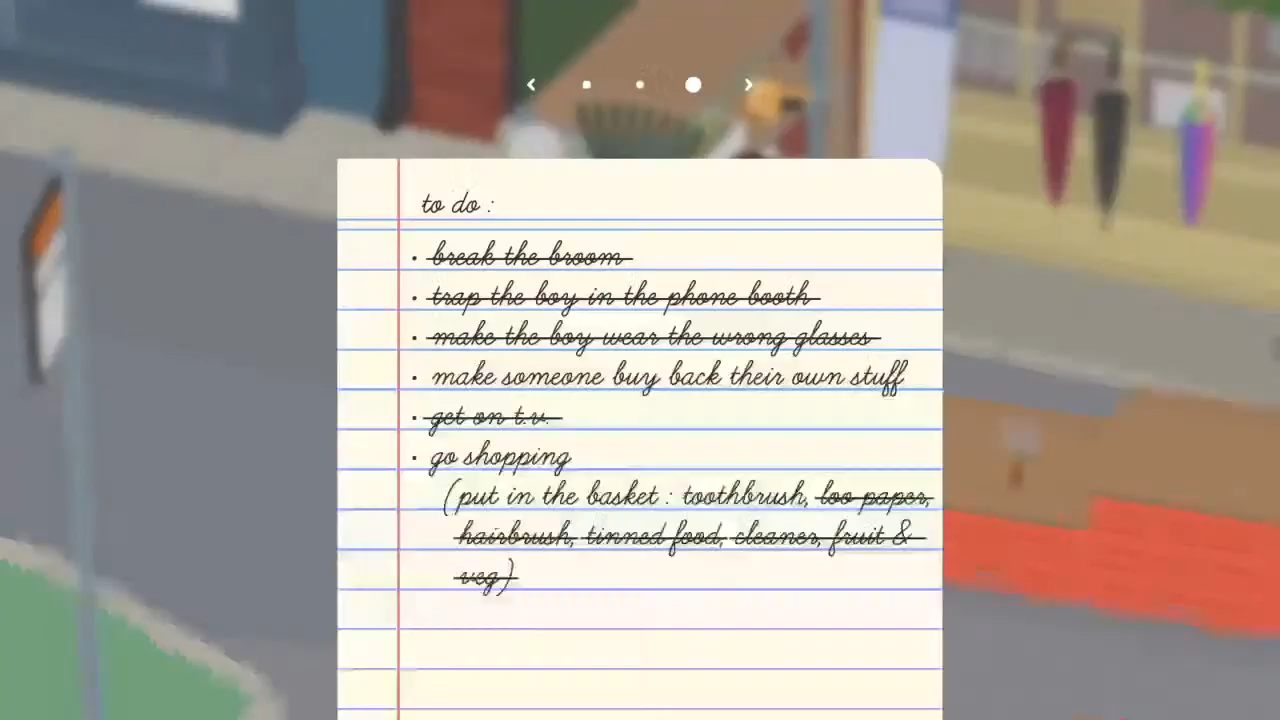 to do :
• break the broom
• trap the boy in the phone booth
• make the boy wear the wrong glasses
• make someone buy back their own stuff
• get on t.v.
• go shopping
(put in the basket : toothbrush, loo paper,
hairbrush, tinned food, cleaner, fruit &
veg)